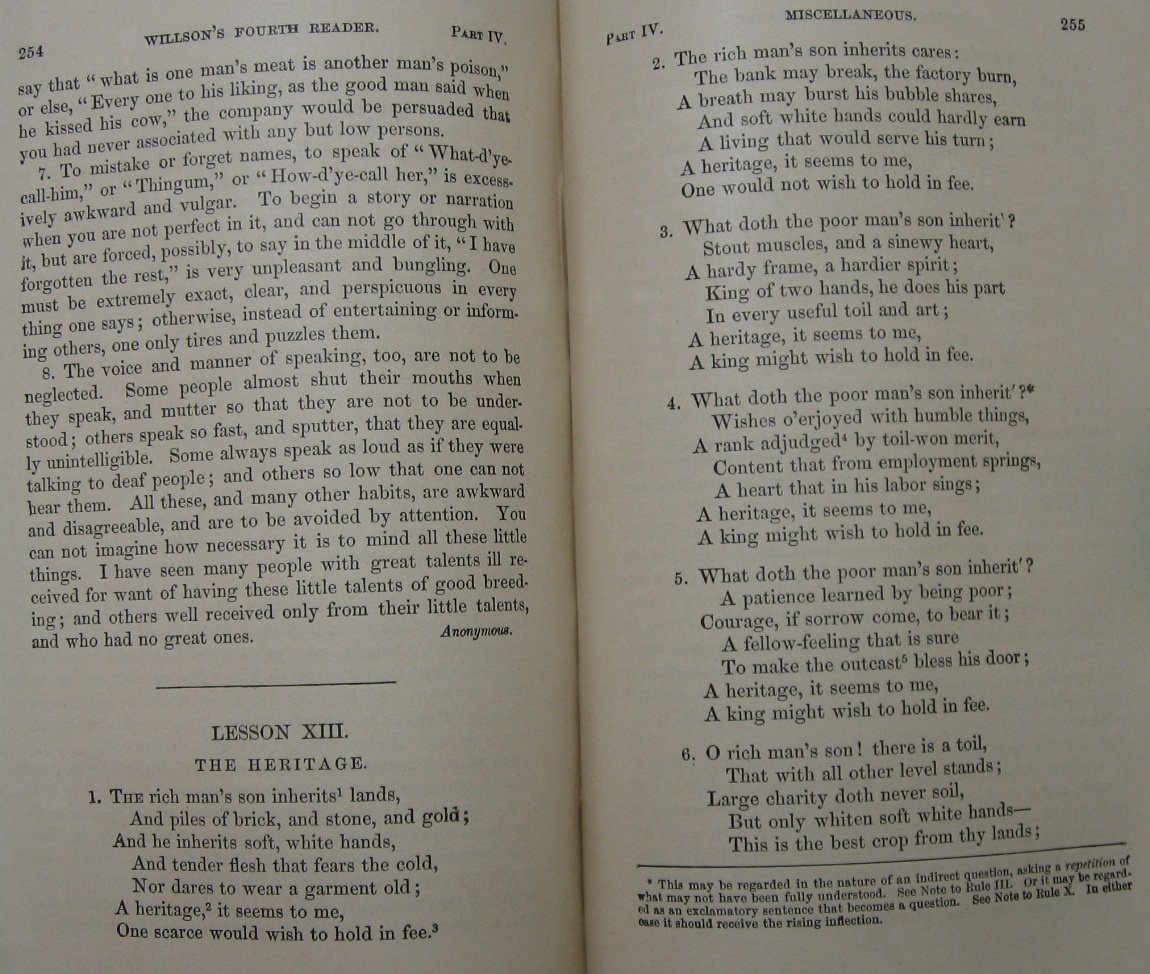 254 WILLSON'S FOURTH READER. PART IV.
say that “ what is one man's meat is another man's poison,”
or else, “ Every one to his liking, as the good man said when
he kissed his cow,” the company would be persuaded that
you had never associated with any but low persons.
7. To mistake or forget names, to speak of “ What-d'ye-
call-him,” or “ Thingum,” or “ How-d'ye-call her,” is excess-
ively awkward and vulgar. To begin a story or narration
when you are not perfect in it, and can not go through with
it, but are forced, possibly, to say in the middle of it, “ I have
forgotten the rest,” is very unpleasant and bungling. One
must be extremely exact, clear, and perspicuous in every
thing one says ; otherwise, instead of entertaining or inform-
ing others, one only tires and puzzles them.
8. The voice and manner of speaking, too, are not to be
neglected. Some people almost shut their mouths when
they speak, and mutter so that they are not to be under-
stood ; others speak so fast, and sputter, that they are equal-
ly unintelligible. Some always speak as loud as if they were
talking to deaf people ; and others so low that one can not
hear them. All these, and many other habits, are awkward
and disagreeable, and are to be avoided by attention. You
can not imagine how necessary it is to mind all these little
things. I have seen many people with great talents ill re-
ceived for want of having these little talents of good breed-
ing ; and others well received only from their little talents,
and who had no great ones. Anonymous.
LESSON XIII.
THE HERITAGE.
1. THE rich man's son inherits¹ lands,
And piles of brick, and stone, and gold ;
And he inherits soft, white hands,
And tender flesh that fears the cold,
Nor dares to wear a garment old ;
A heritage,² it seems to me,
One scarce would wish to hold in fee.³
PART IV. MISCELLANEOUS. 255
2. The rich man's son inherits cares :
The bank may break, the factory burn,
A breath may burst his bubble shares,
And soft white hands could hardly earn
A living that would serve his turn ;
A heritage, it seems to me,
One would not wish to hold in fee.
3. What doth the poor man's son inherit‵ ?
Stout muscles, and a sinewy heart,
A hardy frame, a hardier spirit ;
King of two hands, he does his part
In every useful toil and art ;
A heritage, it seems to me,
A king might wish to hold in fee.
4. What doth the poor man's son inherit′ ?*
Wishes o'erjoyed with humble things,
A rank adjudged⁴ by toil-won merit,
Content that from employment springs,
A heart that in his labor sings ;
A heritage, it seems to me,
A king might wish to hold in fee.
5. What doth the poor man's son inherit′ ?
A patience learned by being poor ;
Courage, if sorrow come, to bear it ;
A fellow-feeling that is sure
To make the outcast⁵ bless his door ;
A heritage, it seems to me,
A king might wish to hold in fee.
6. O rich man's son ! there is a toil,
That with all other level stands ;
Large charity doth never soil,
But only whiten soft white hands—
This is the best crop from thy lands ;
* This may be regarded in the nature of an indirect question, asking a repetition of
what may not have been fully understood. See Note to Rule III. Or it may be regard-
ed as an exclamatory sentence that becomes a question. See Note to Rule X. In either
case it should receive the rising inflection.